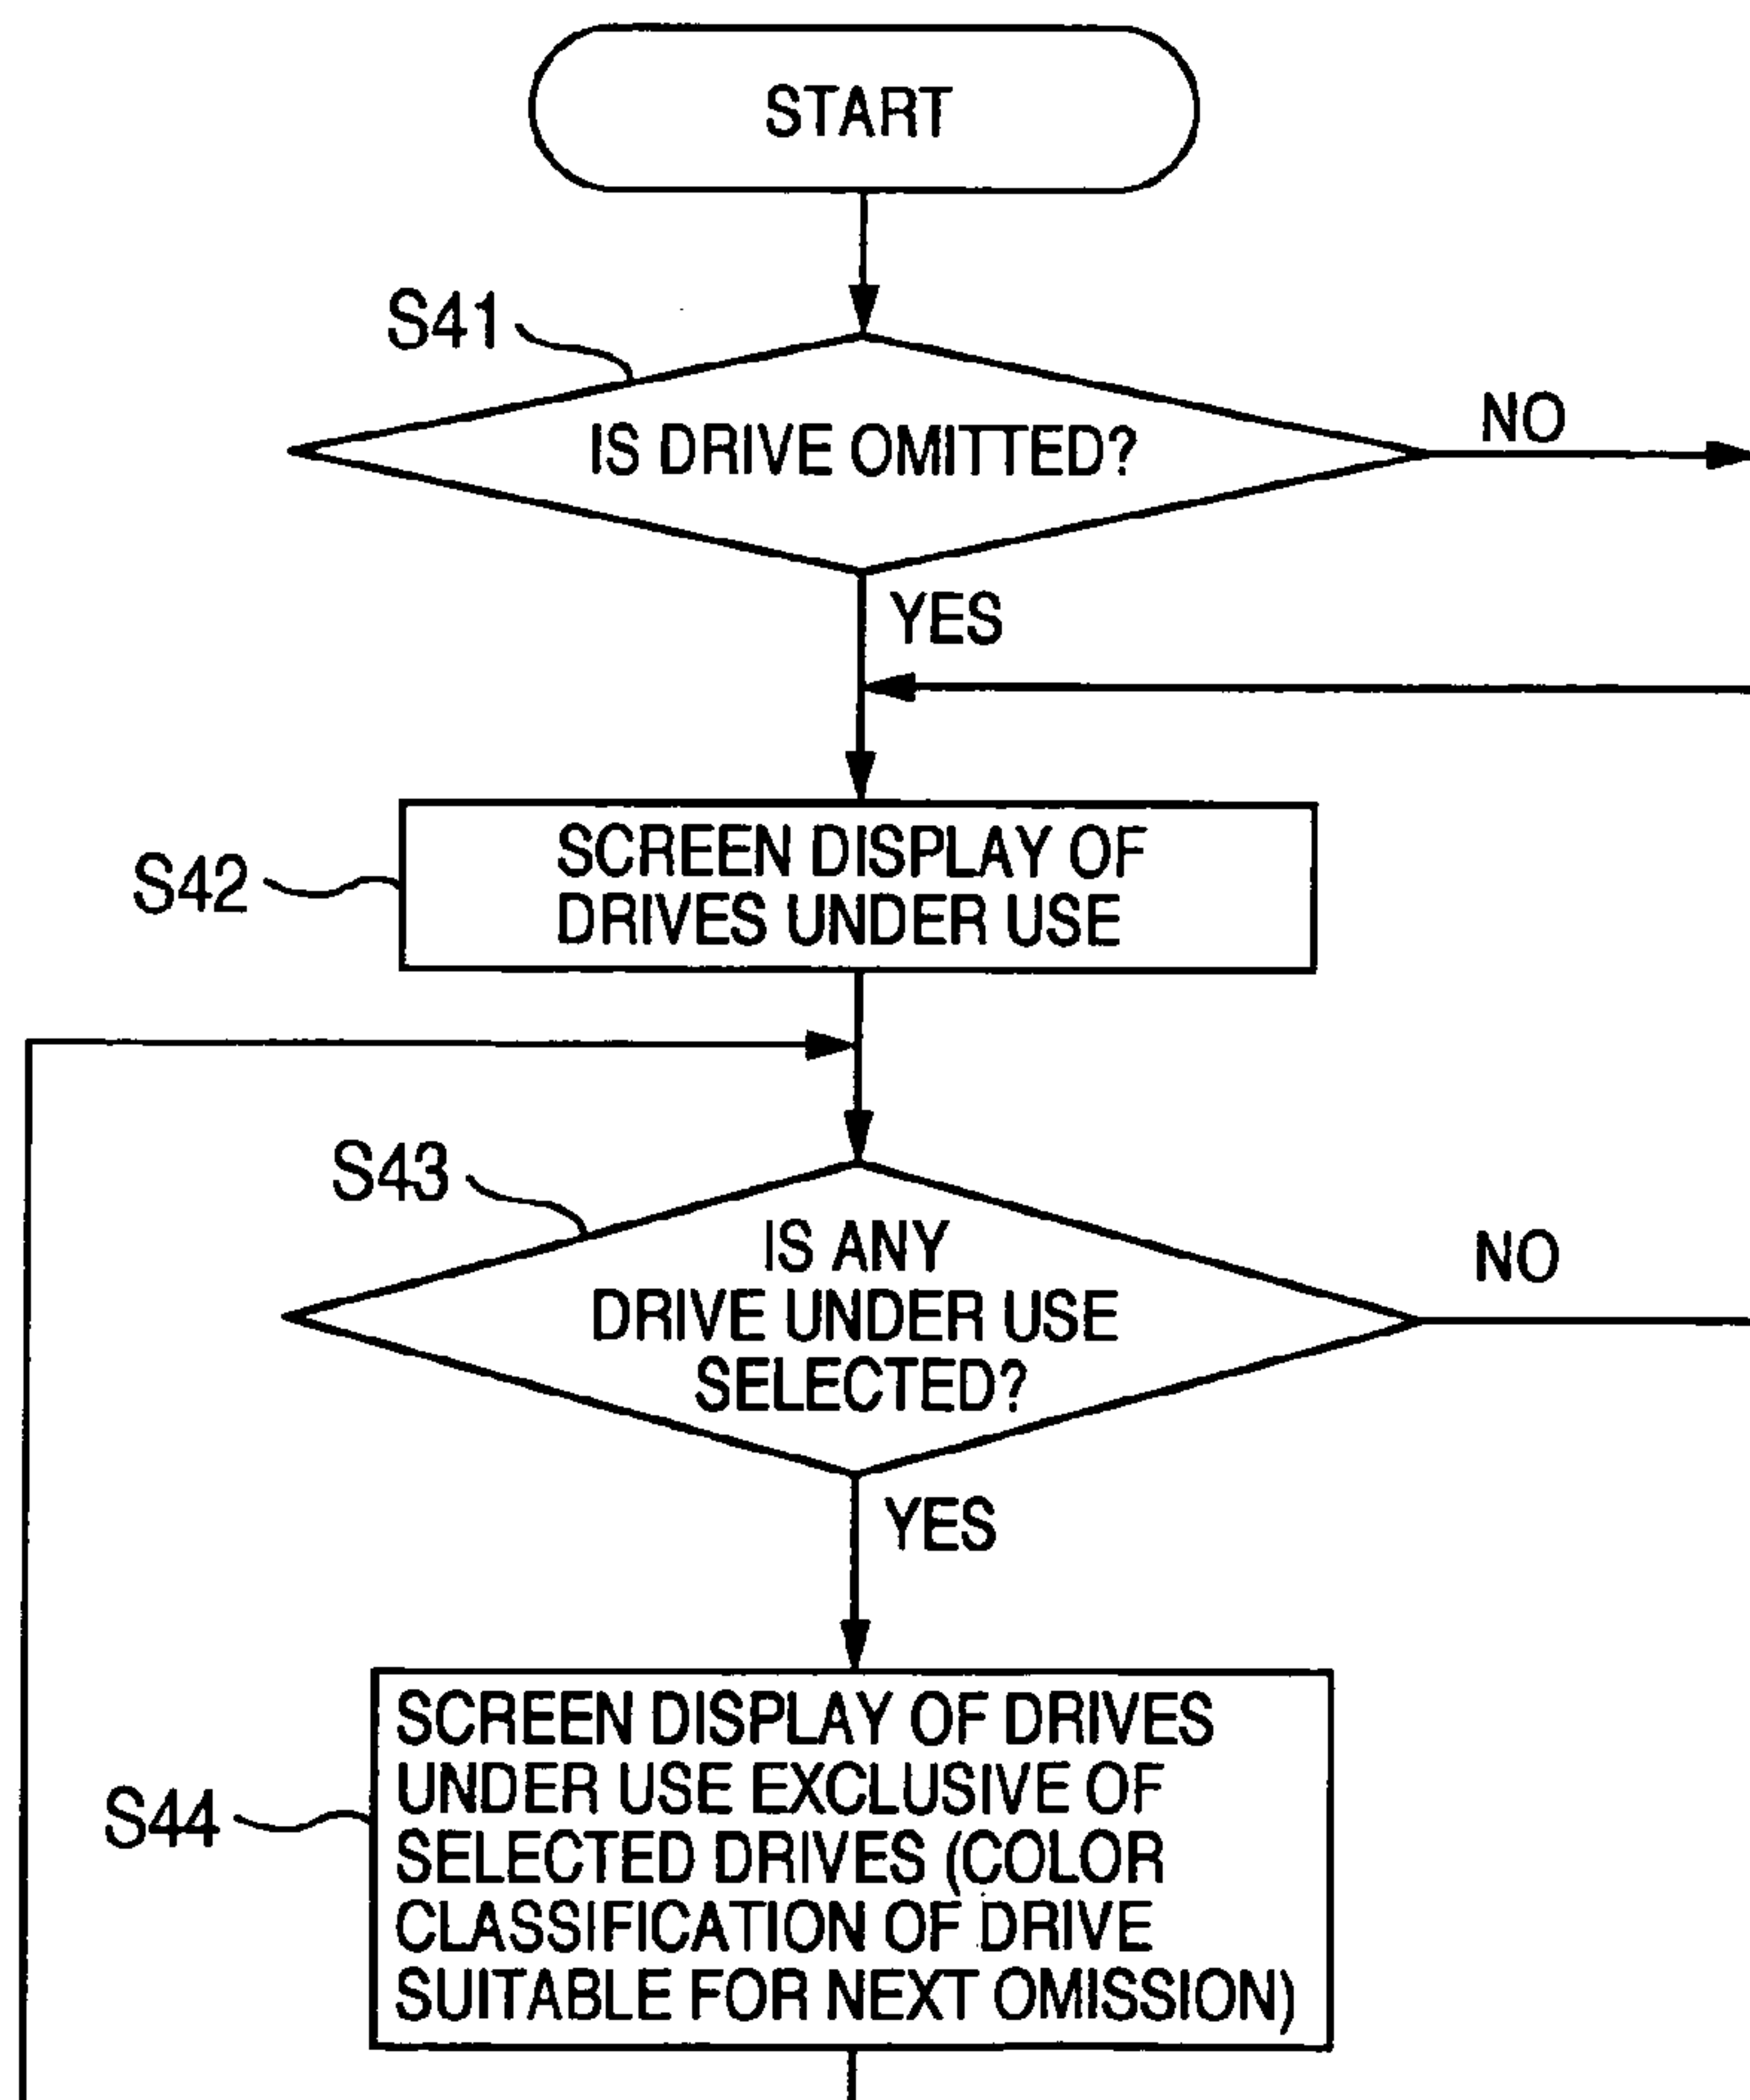 START
S41
IS DRIVE OMITTED?
NO
YES
S42
SCREEN DISPLAY OF
DRIVES UNDER USE
S43
IS ANY
DRIVE UNDER USE
SELECTED?
NO
YES
S44
SCREEN DISPLAY OF DRIVES
UNDER USE EXCLUSIVE OF
SELECTED DRIVES (COLOR
CLASSIFICATION OF DRIVE
SUITABLE FOR NEXT OMISSION)